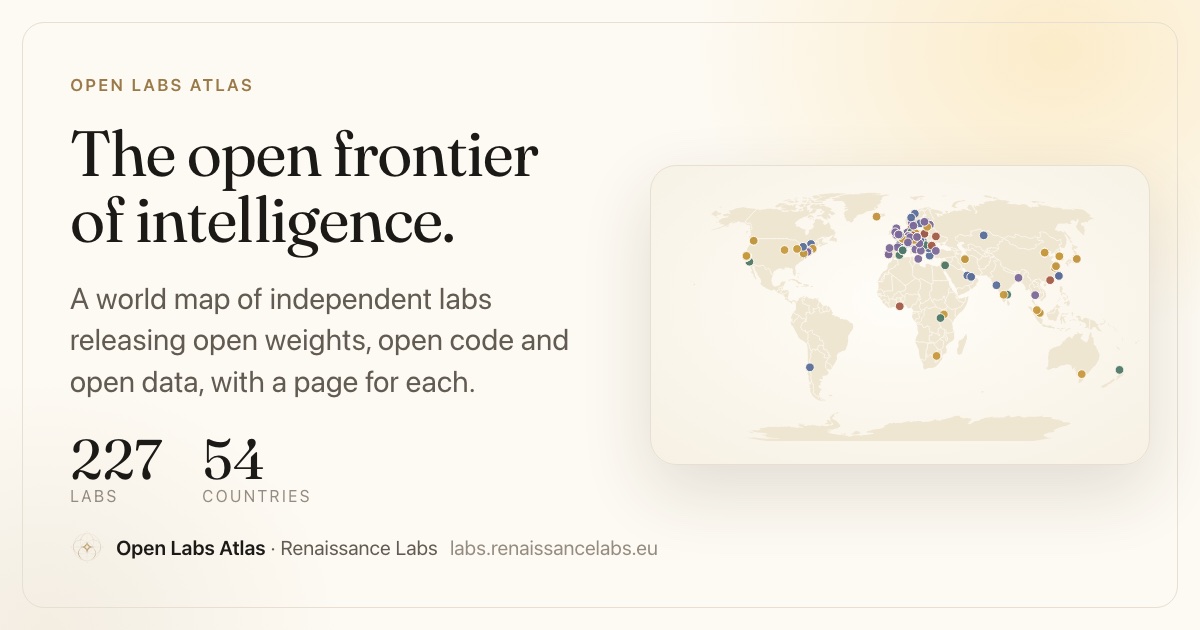 OPEN LABS ATLAS
The open frontier
of intelligence.
A world map of independent labs
releasing open weights, open code and
open data, with a page for each.
227 54
LABS COUNTRIES
Open Labs Atlas · Renaissance Labs labs.renaissancelabs.eu